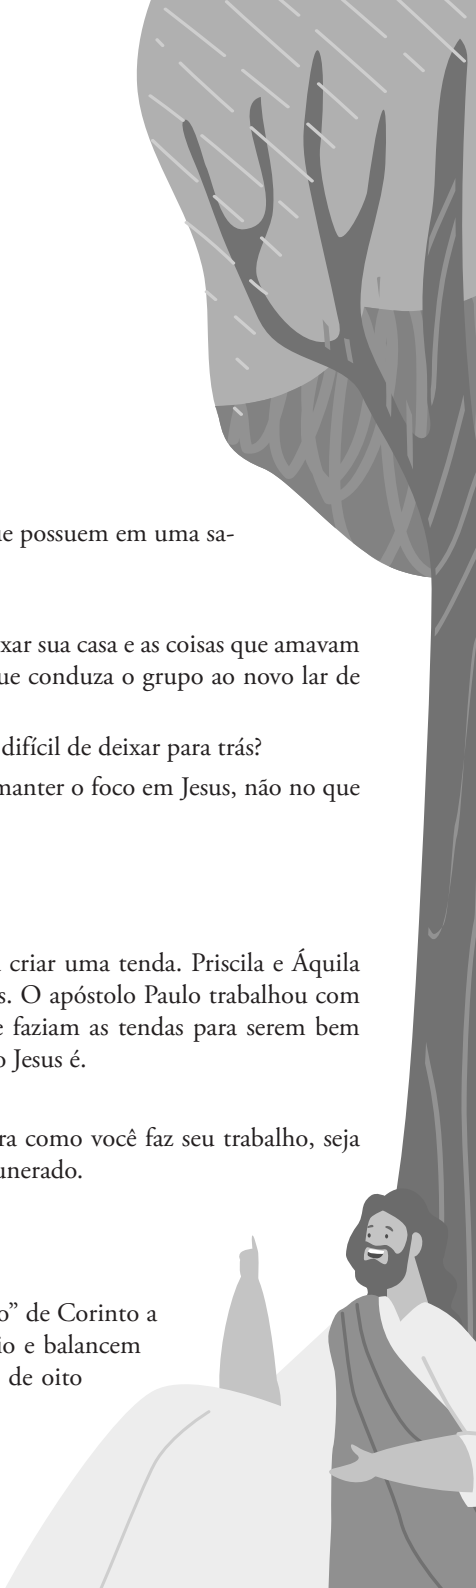 ue possuem em uma sa-
xar sua casa e as coisas que amavam
ue conduza o grupo ao novo lar de
difícil de deixar para trás?
manter o foco em Jesus, não no que
criar uma tenda. Priscila e Áquila
s. O apóstolo Paulo trabalhou com
e faziam as tendas para serem bem
o Jesus é.
ra como você faz seu trabalho, seja
unerado.
o” de Corinto a
io e balancem
de oito